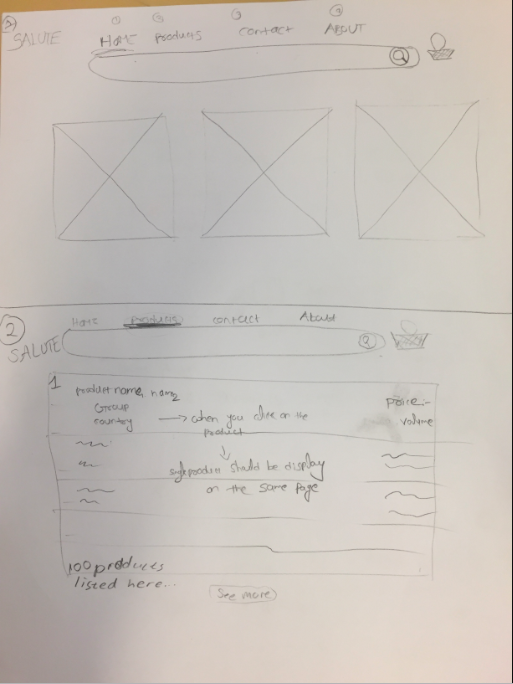 SALUTE
HOME products contact ABOUT
2
SALUTE
Home products contact About
1
product name, name2
Group
country → when you click on the
product
price:-
volume
single product should be display
on the same page
100 products
listed here...
See more